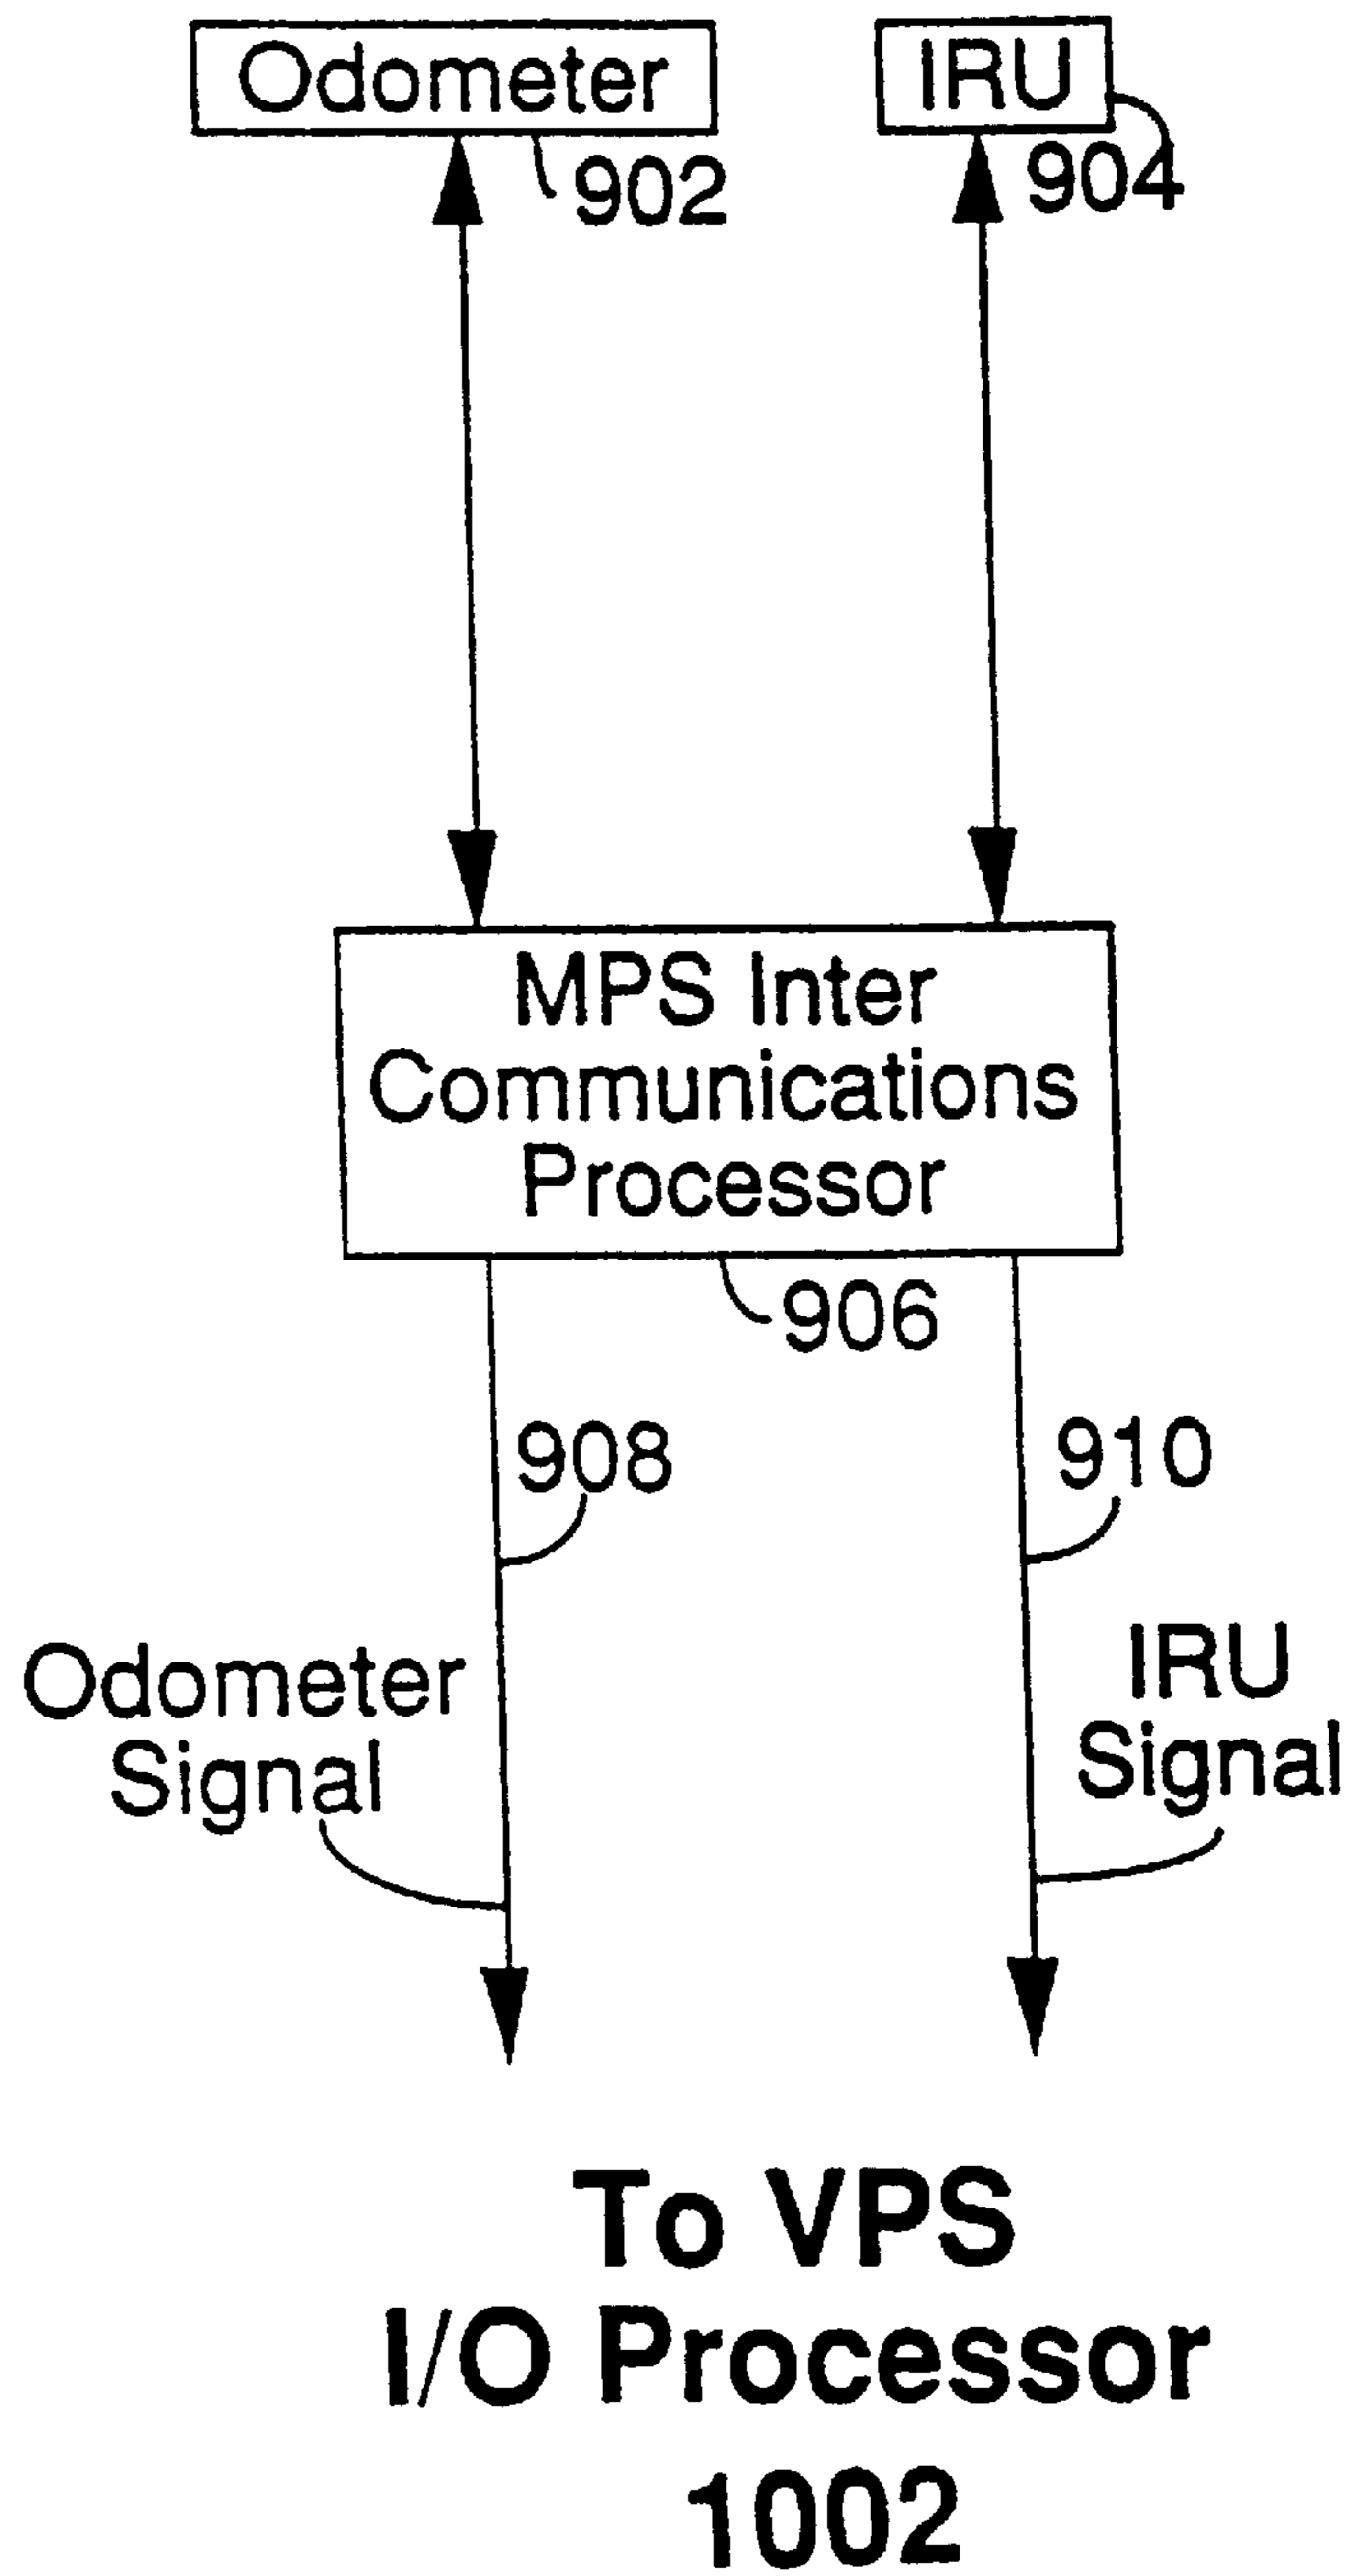 Odometer
IRU
902
904
MPS Inter
Communications
Processor
906
908
910
Odometer
Signal
IRU
Signal
To VPS
I/O Processor
1002